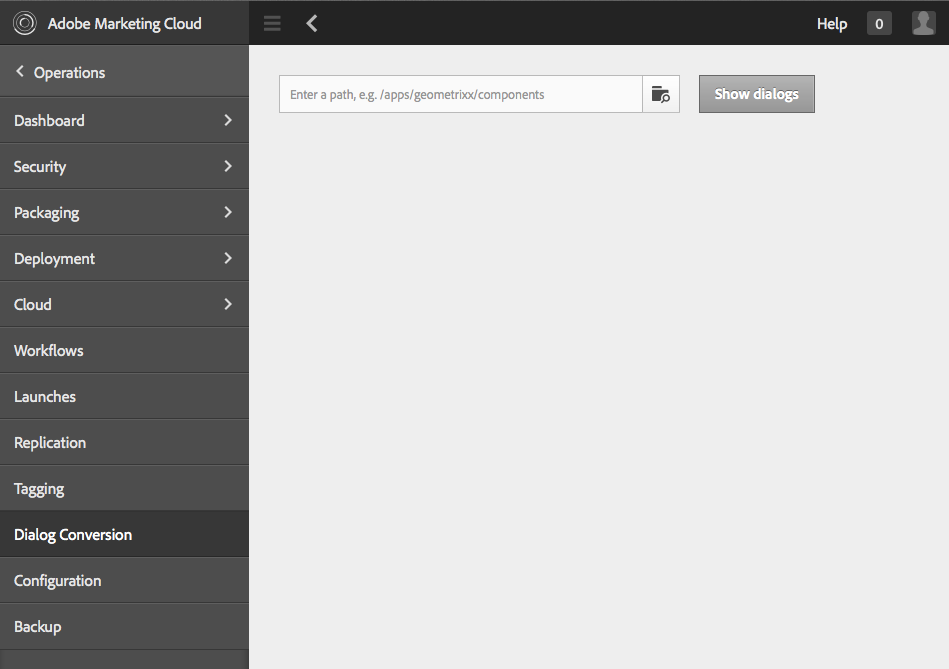 Adobe Marketing Cloud
Help
0
Operations
Enter a path, e.g. /apps/geometrixx/components
Show dialogs
Dashboard
Security
Packaging
Deployment
Cloud
Workflows
Launches
Replication
Tagging
Dialog Conversion
Configuration
Backup